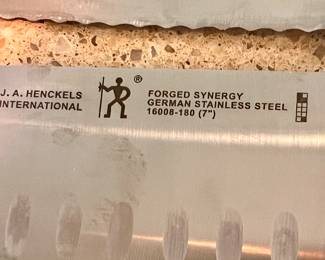 J. A. HENCKELS
INTERNATIONAL
®
FORGED SYNERGY
GERMAN STAINLESS STEEL
16008-180 (7")